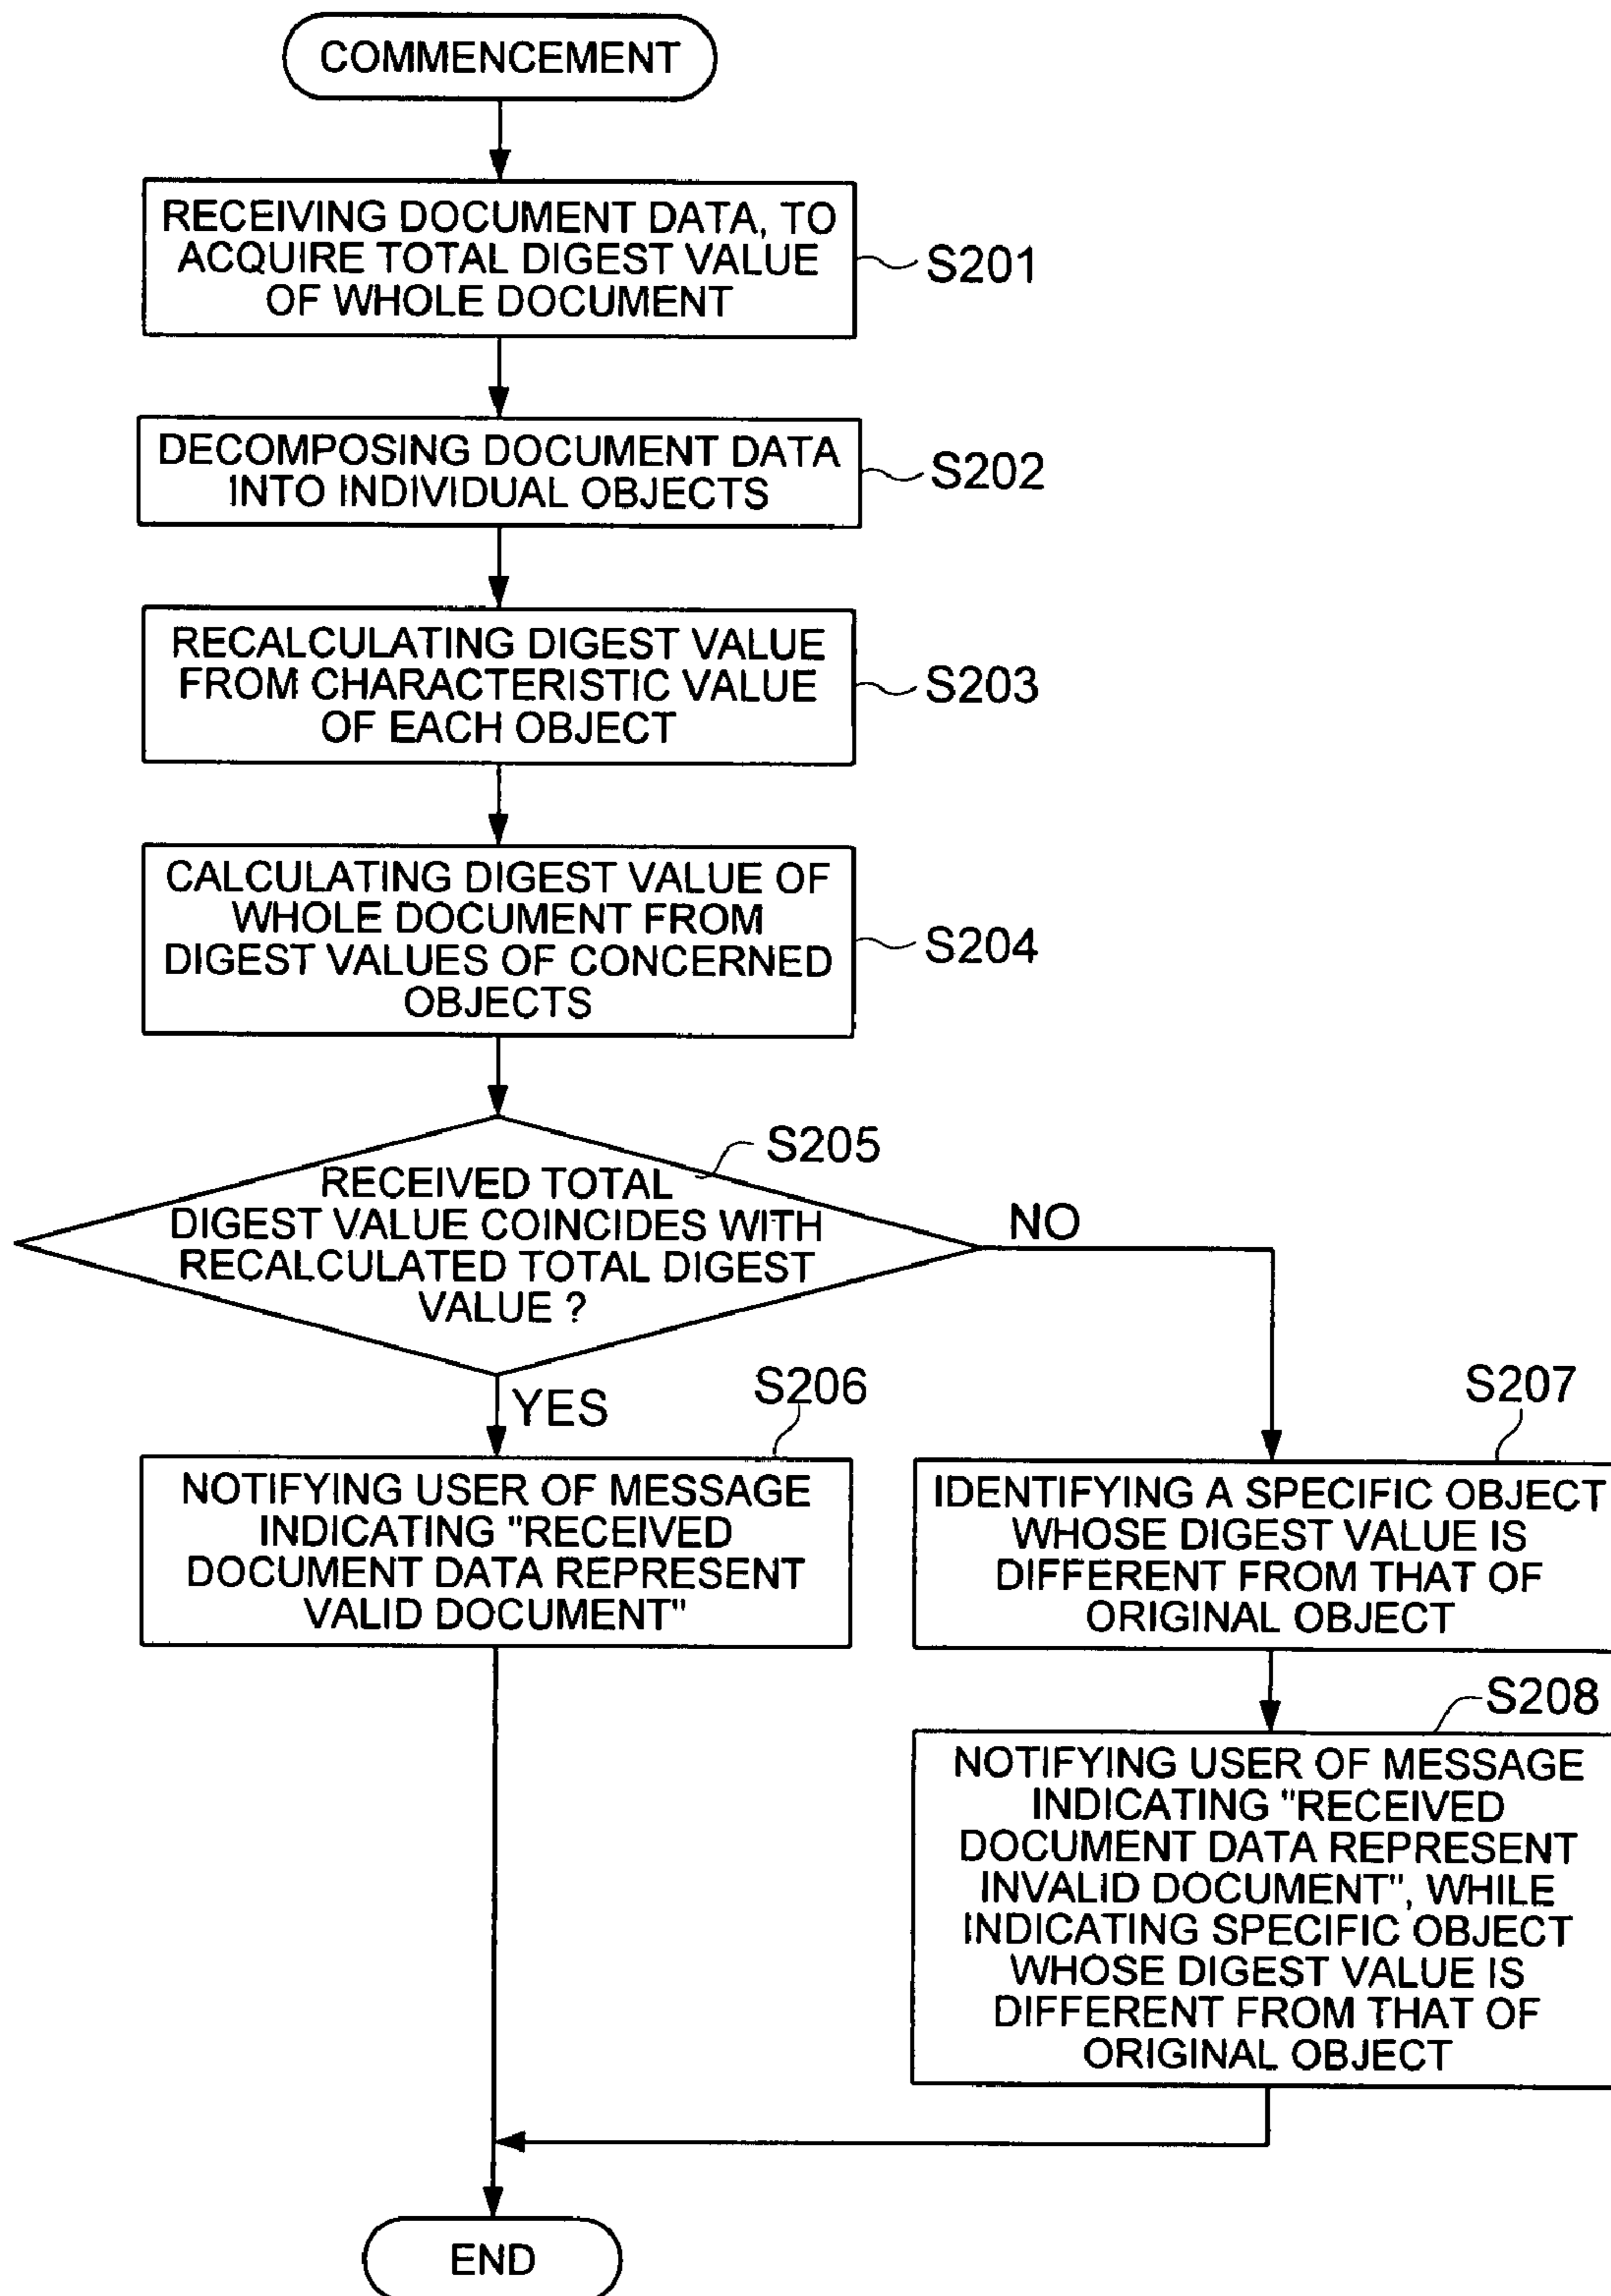 COMMENCEMENT
RECEIVING DOCUMENT DATA, TO
ACQUIRE TOTAL DIGEST VALUE
OF WHOLE DOCUMENT
S201
DECOMPOSING DOCUMENT DATA
INTO INDIVIDUAL OBJECTS
S202
RECALCULATING DIGEST VALUE
FROM CHARACTERISTIC VALUE
OF EACH OBJECT
S203
CALCULATING DIGEST VALUE OF
WHOLE DOCUMENT FROM
DIGEST VALUES OF CONCERNED
OBJECTS
S204
S205
RECEIVED TOTAL
DIGEST VALUE COINCIDES WITH
RECALCULATED TOTAL DIGEST
VALUE ?
NO
YES
S206
NOTIFYING USER OF MESSAGE
INDICATING "RECEIVED
DOCUMENT DATA REPRESENT
VALID DOCUMENT"
S207
IDENTIFYING A SPECIFIC OBJECT
WHOSE DIGEST VALUE IS
DIFFERENT FROM THAT OF
ORIGINAL OBJECT
S208
NOTIFYING USER OF MESSAGE
INDICATING "RECEIVED
DOCUMENT DATA REPRESENT
INVALID DOCUMENT", WHILE
INDICATING SPECIFIC OBJECT
WHOSE DIGEST VALUE IS
DIFFERENT FROM THAT OF
ORIGINAL OBJECT
END